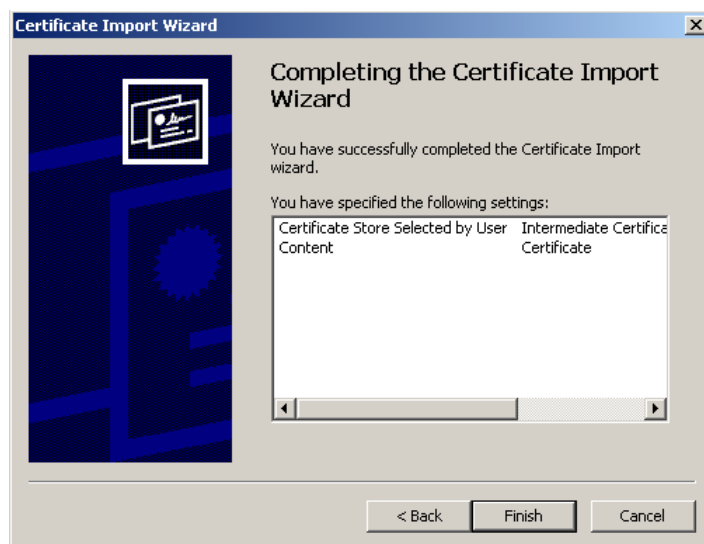 Certificate Import Wizard
Completing the Certificate Import
Wizard
You have successfully completed the Certificate Import
wizard.
You have specified the following settings:
Certificate Store Selected by User Intermediate Certifica
Content Certificate
< Back Finish Cancel